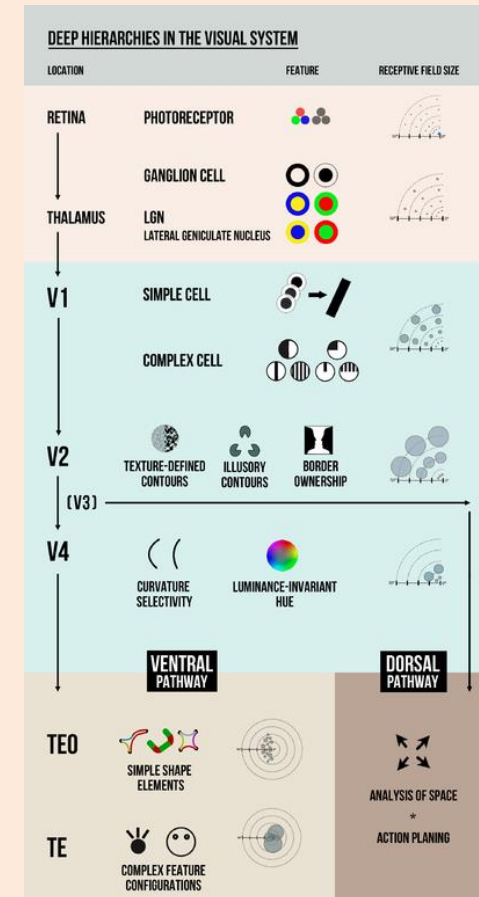 DEEP HIERARCHIES IN THE VISUAL SYSTEM
LOCATION FEATURE RECEPTIVE FIELD SIZE
RETINA PHOTORECEPTOR
GANGLION CELL
THALAMUS LGN
LATERAL GENICULATE NUCLEUS
V1 SIMPLE CELL
COMPLEX CELL
V2
TEXTURE-DEFINED CONTOURS
ILLUSORY CONTOURS
BORDER OWNERSHIP
(V3)
V4
CURVATURE SELECTIVITY
LUMINANCE-INVARIANT HUE
VENTRAL PATHWAY
DORSAL PATHWAY
TEO
SIMPLE SHAPE ELEMENTS
ANALYSIS OF SPACE
*
ACTION PLANING
TE
COMPLEX FEATURE CONFIGURATIONS